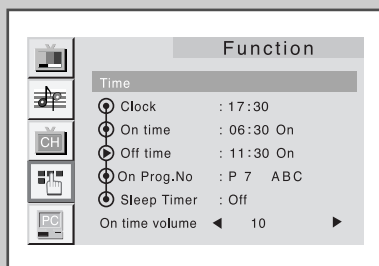 Function
Time
Clock : 17:30
On time : 06:30 On
Off time : 11:30 On
On Prog.No : P 7 ABC
Sleep Timer : Off
On time volume ◀ 10 ▶
CH
PC